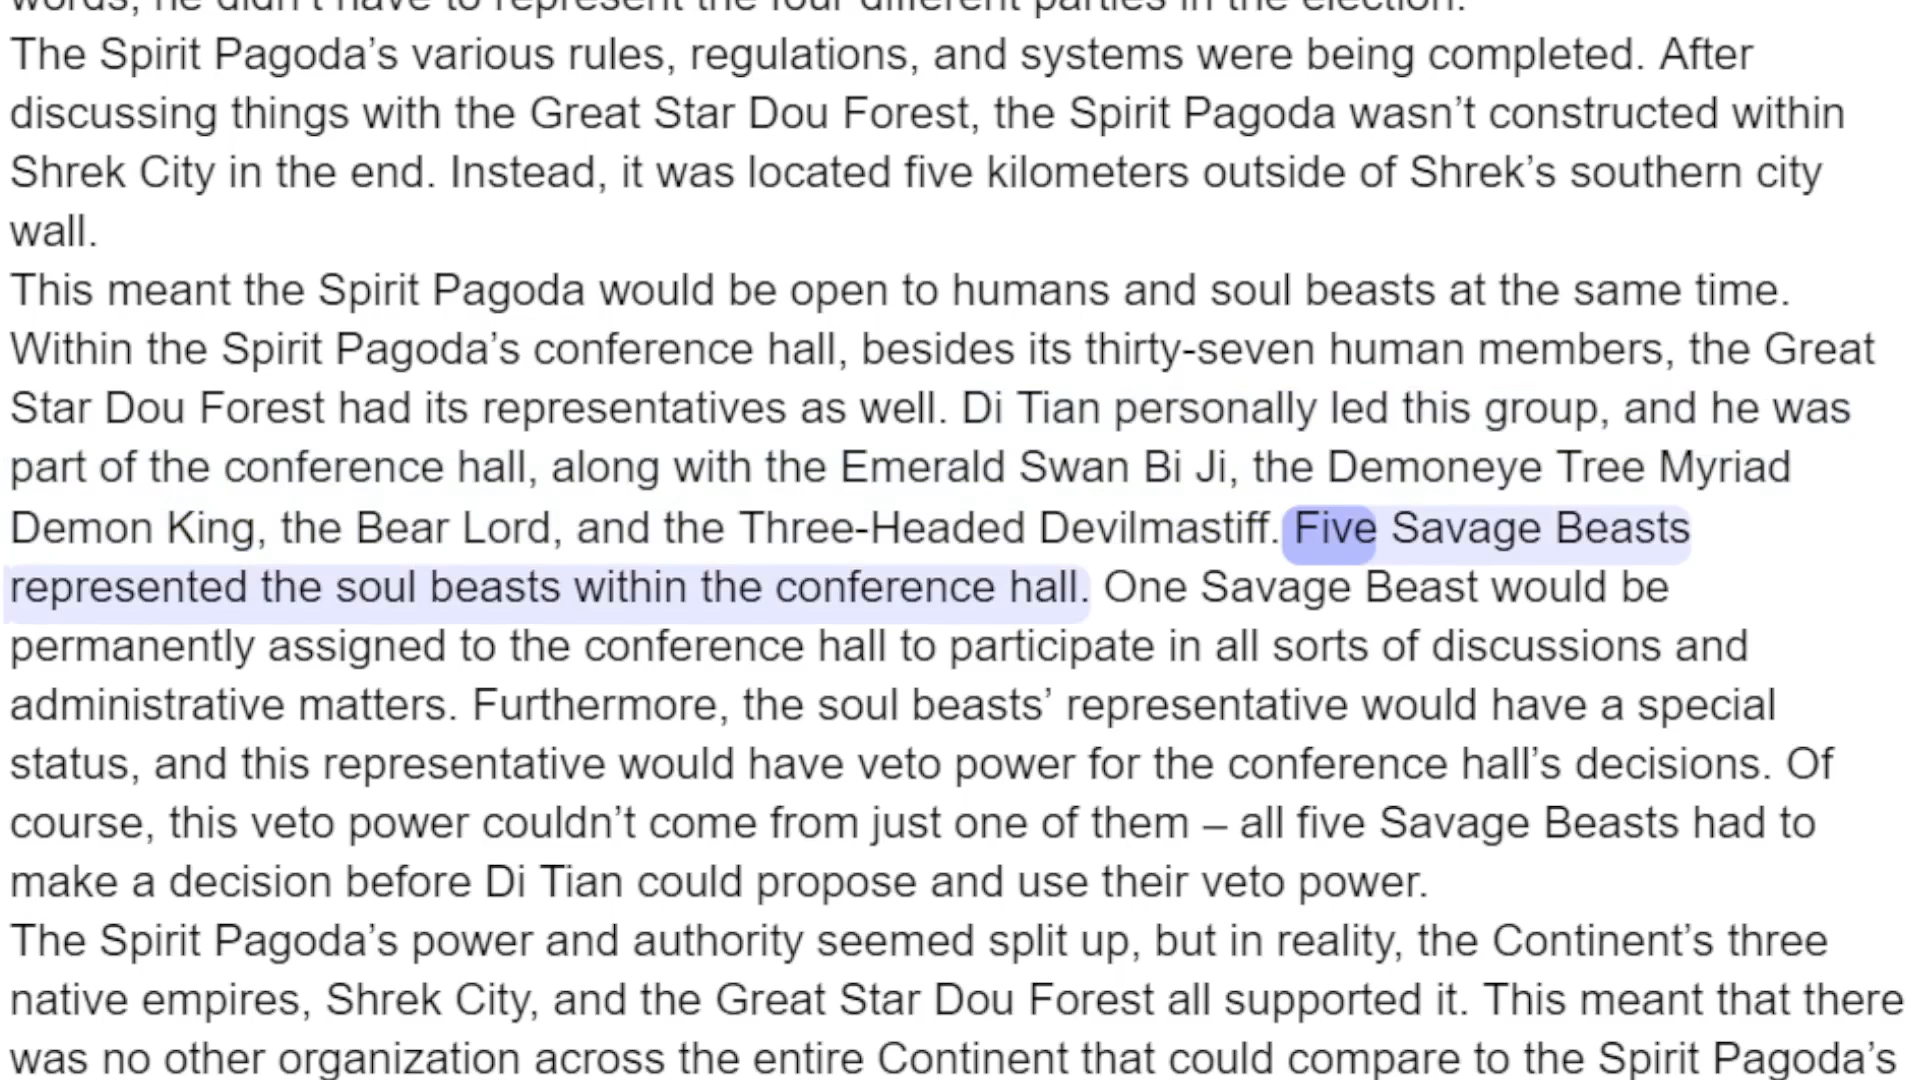 words, he didn't have to represent the four different parties in the election.
The Spirit Pagoda’s various rules, regulations, and systems were being completed. After
discussing things with the Great Star Dou Forest, the Spirit Pagoda wasn’t constructed within
Shrek City in the end. Instead, it was located five kilometers outside of Shrek’s southern city
wall.
This meant the Spirit Pagoda would be open to humans and soul beasts at the same time.
Within the Spirit Pagoda’s conference hall, besides its thirty-seven human members, the Great
Star Dou Forest had its representatives as well. Di Tian personally led this group, and he was
part of the conference hall, along with the Emerald Swan Bi Ji, the Demoneye Tree Myriad
Demon King, the Bear Lord, and the Three-Headed Devilmastiff. Five Savage Beasts
represented the soul beasts within the conference hall. One Savage Beast would be
permanently assigned to the conference hall to participate in all sorts of discussions and
administrative matters. Furthermore, the soul beasts’ representative would have a special
status, and this representative would have veto power for the conference hall’s decisions. Of
course, this veto power couldn’t come from just one of them – all five Savage Beasts had to
make a decision before Di Tian could propose and use their veto power.
The Spirit Pagoda’s power and authority seemed split up, but in reality, the Continent’s three
native empires, Shrek City, and the Great Star Dou Forest all supported it. This meant that there
was no other organization across the entire Continent that could compare to the Spirit Pagoda’s